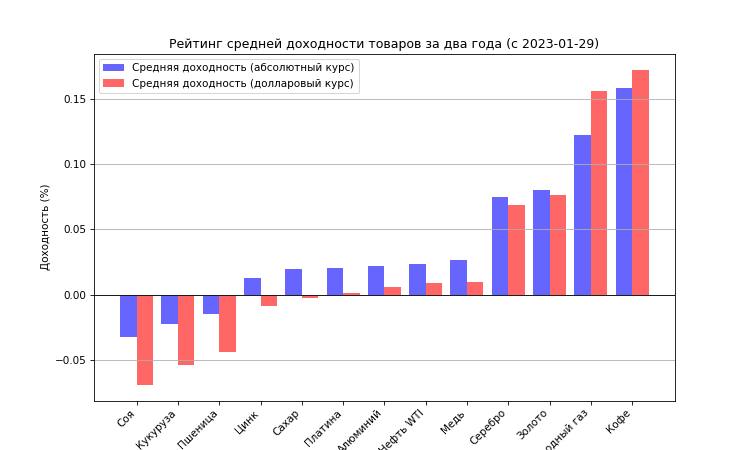 Рейтинг средней доходности товаров за два года (с 2023-01-29)
Средняя доходность (абсолютный курс)
Средняя доходность (долларовый курс)
Доходность (%)
0.15
0.10
0.05
0.00
−0.05
Соя
Кукуруза
Пшеница
Цинк
Сахар
Платина
Алюминий
Нефть WTI
Медь
Серебро
Золото
одный газ
Кофе